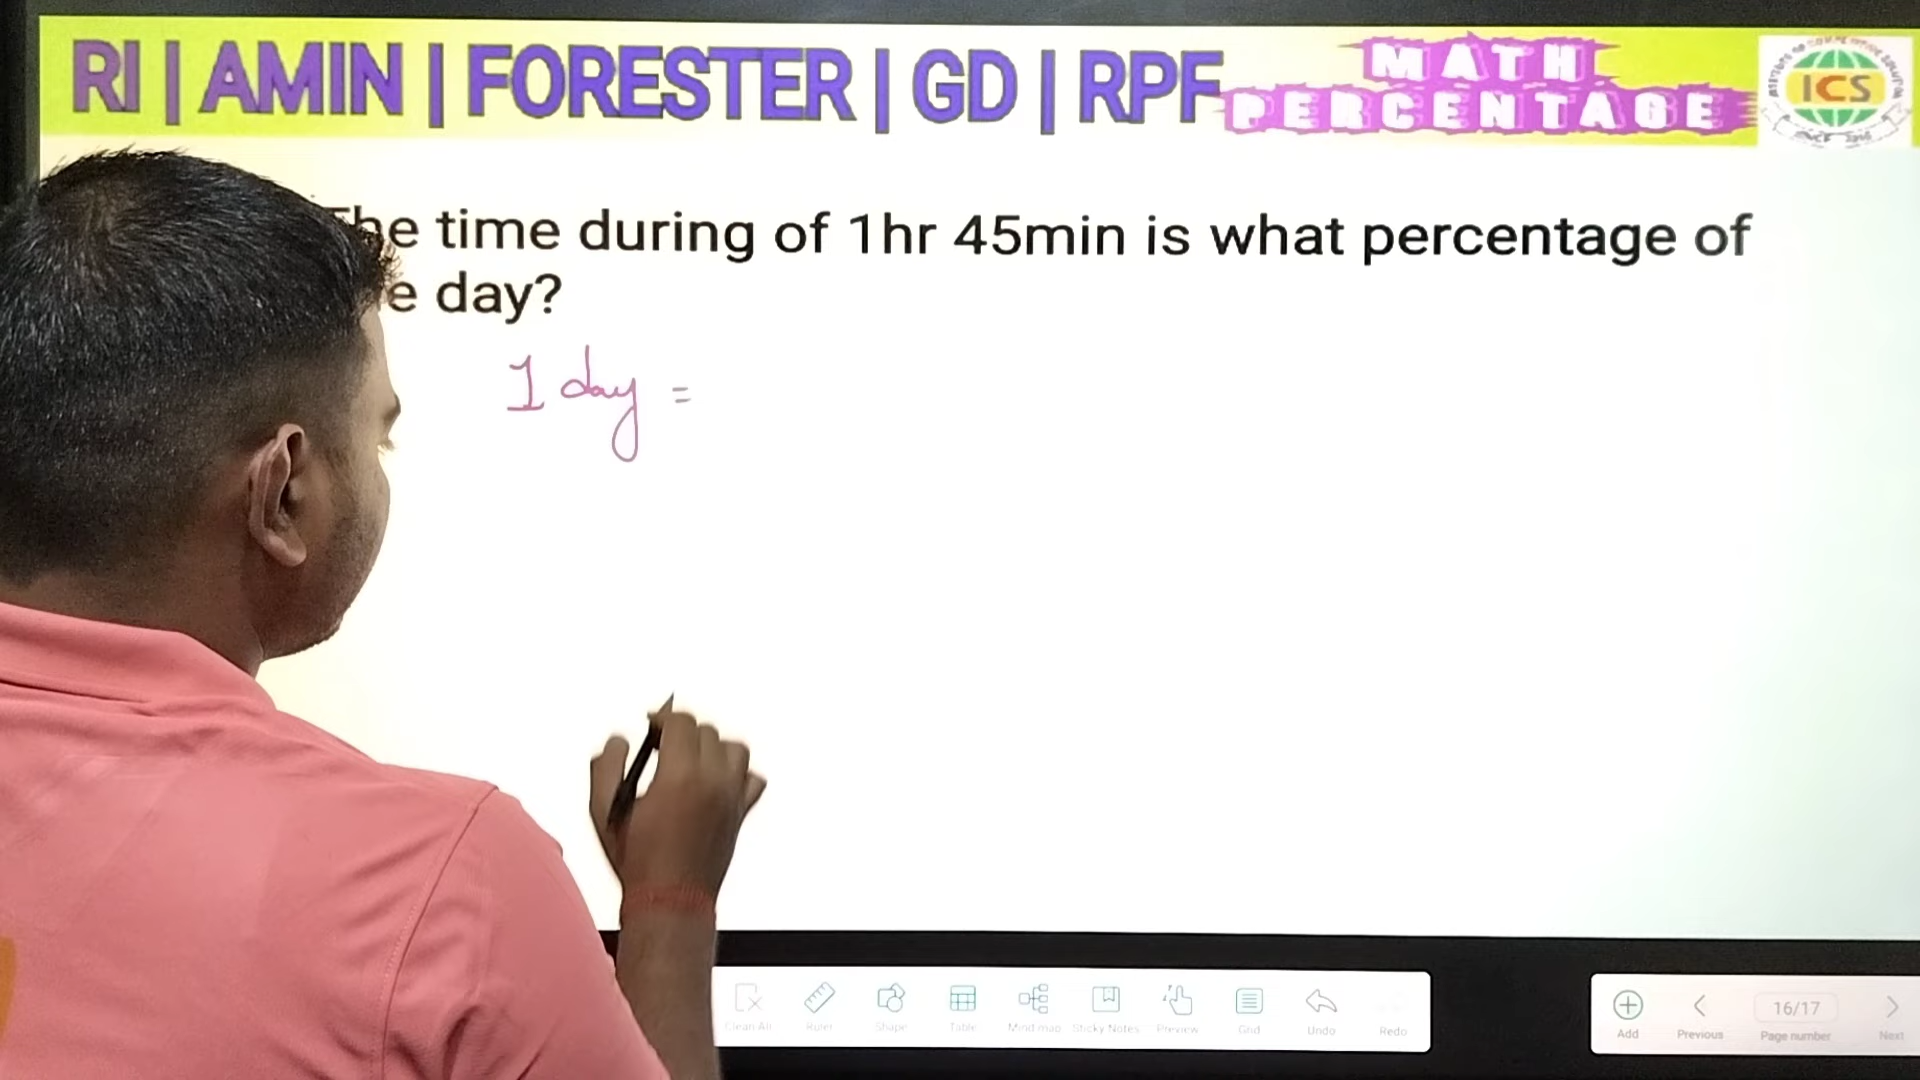 RI | AMIN | FORESTER | GD | RPF
MATH
PERCENTAGE
ICS
he time during of 1hr 45min is what percentage of
e day?
1 day =
Clean All
Ruler
Shape
Table
Mind map
Sticky Notes
Preview
Grid
Undo
Redo
Add
Previous
16/17
Page number
Next